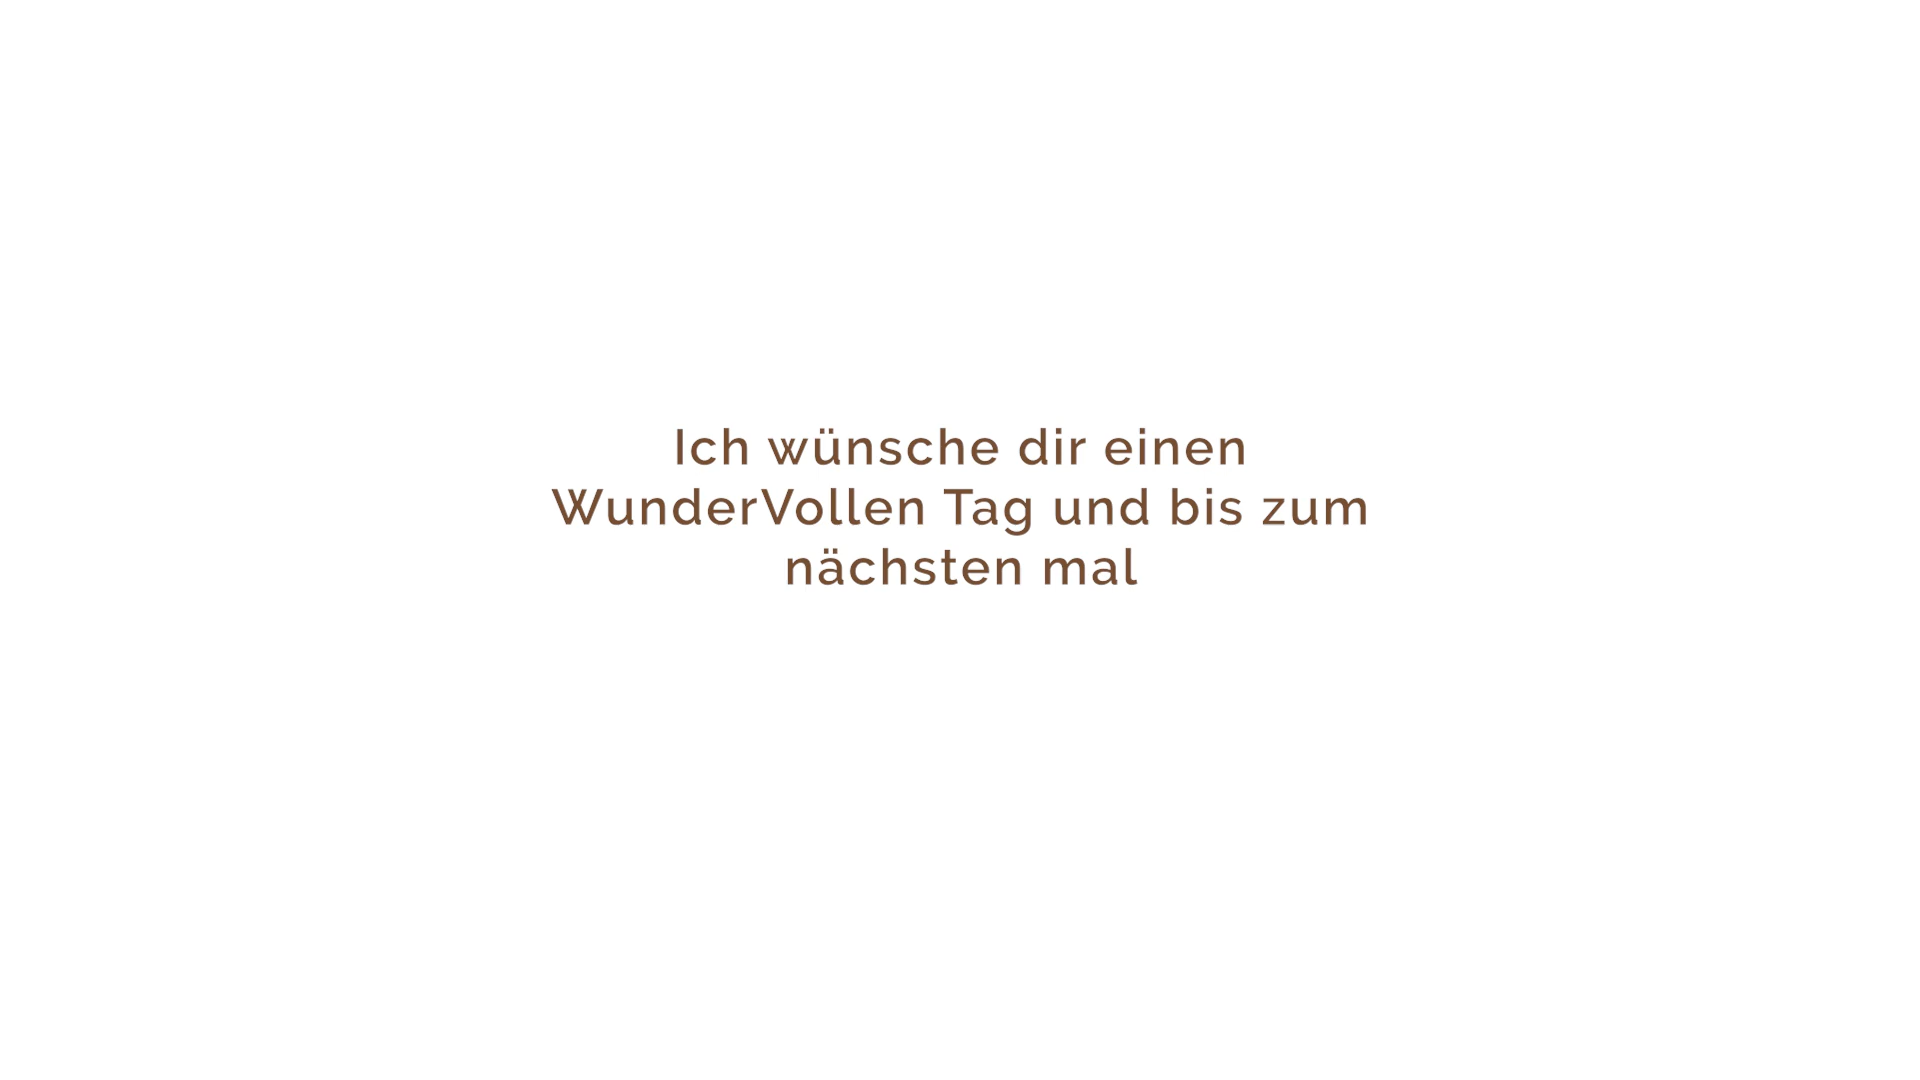 Ich wünsche dir einen
WunderVollen Tag und bis zum
nächsten mal